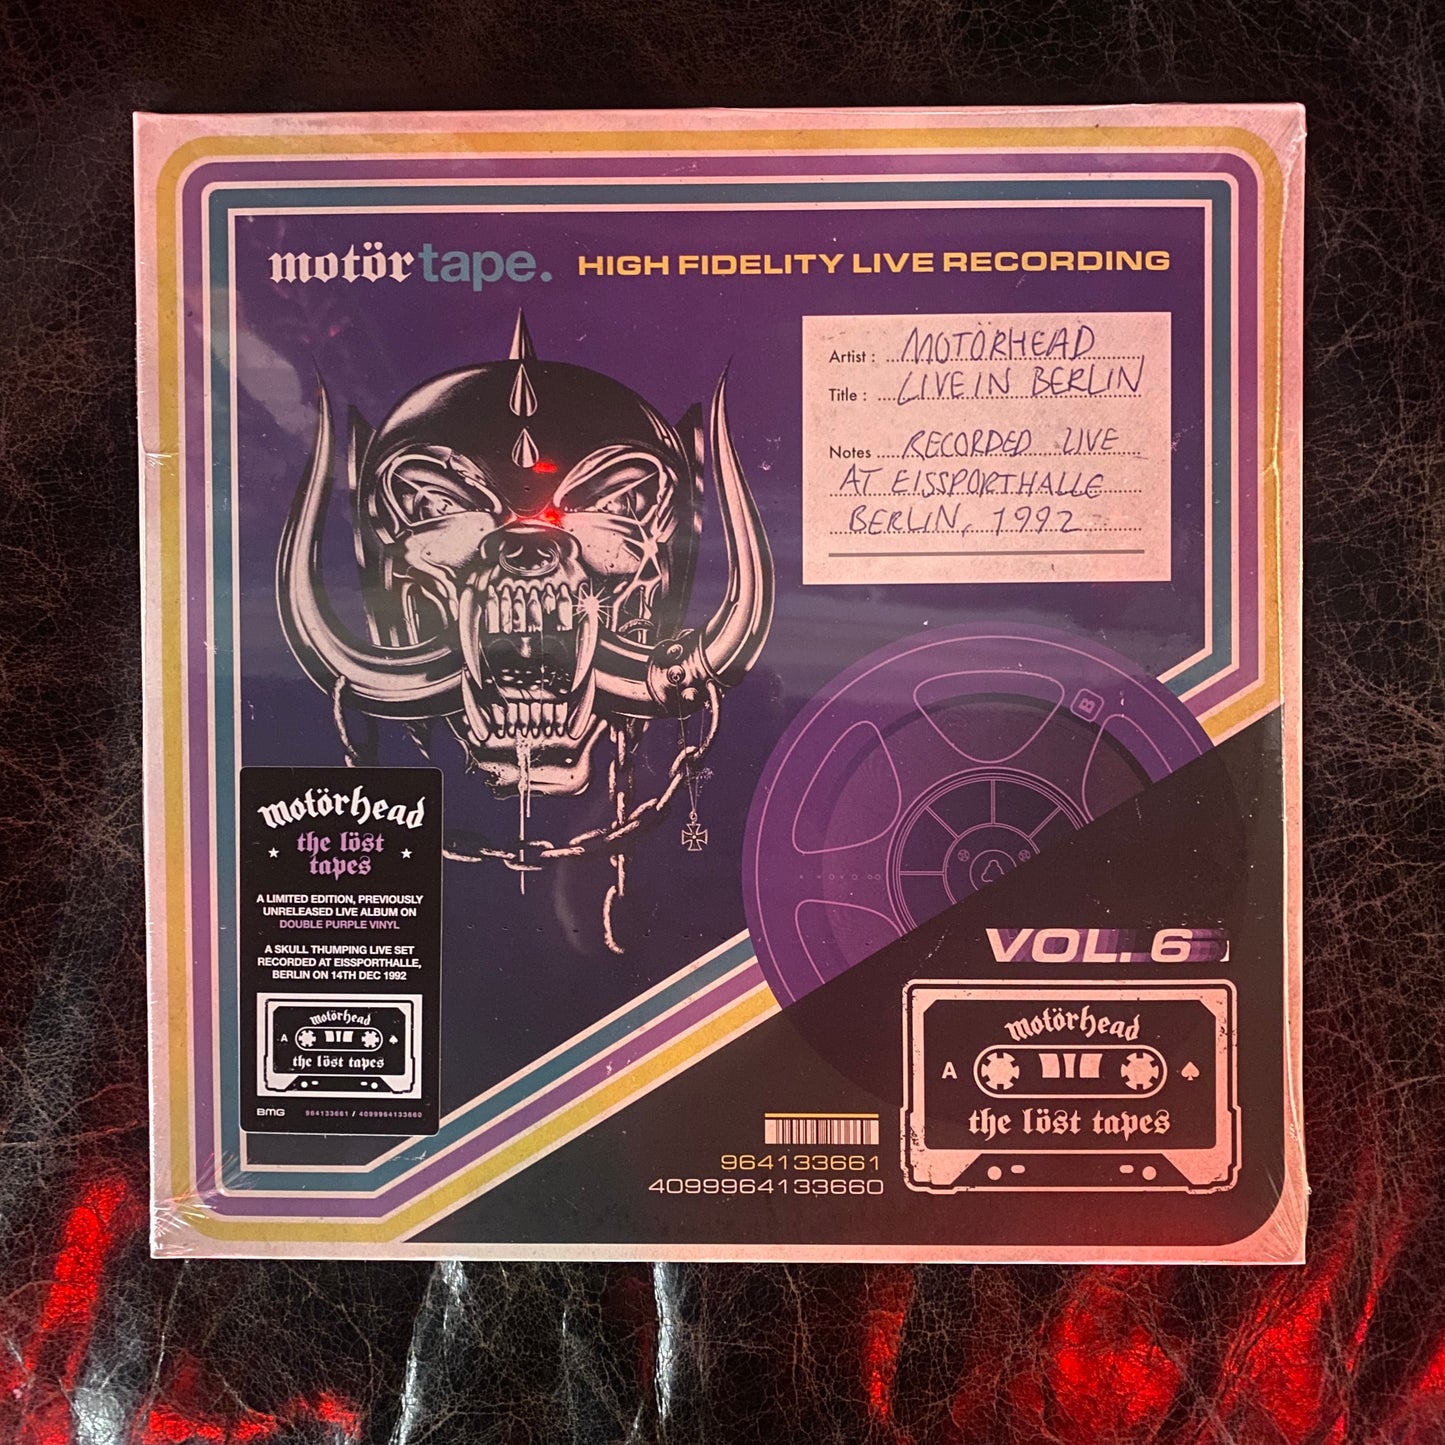 motörtape. HIGH FIDELITY LIVE RECORDING
Artist : MOTÖRHEAD
Title : LIVE IN BERLIN
Notes RECORDED LIVE
AT EISSPORTHALLE
BERLIN, 1992
B
motörhead
the löst
tapes
A LIMITED EDITION, PREVIOUSLY
UNRELEASED LIVE ALBUM ON
DOUBLE PURPLE VINYL
A SKULL THUMPING LIVE SET
RECORDED AT EISSPORTHALLE,
BERLIN ON 14TH DEC 1992
motörhead
A
the löst tapes
BMG 964133661 / 4099964133660
VOL. 6
motörhead
A
the löst tapes
964133661
4099964133660